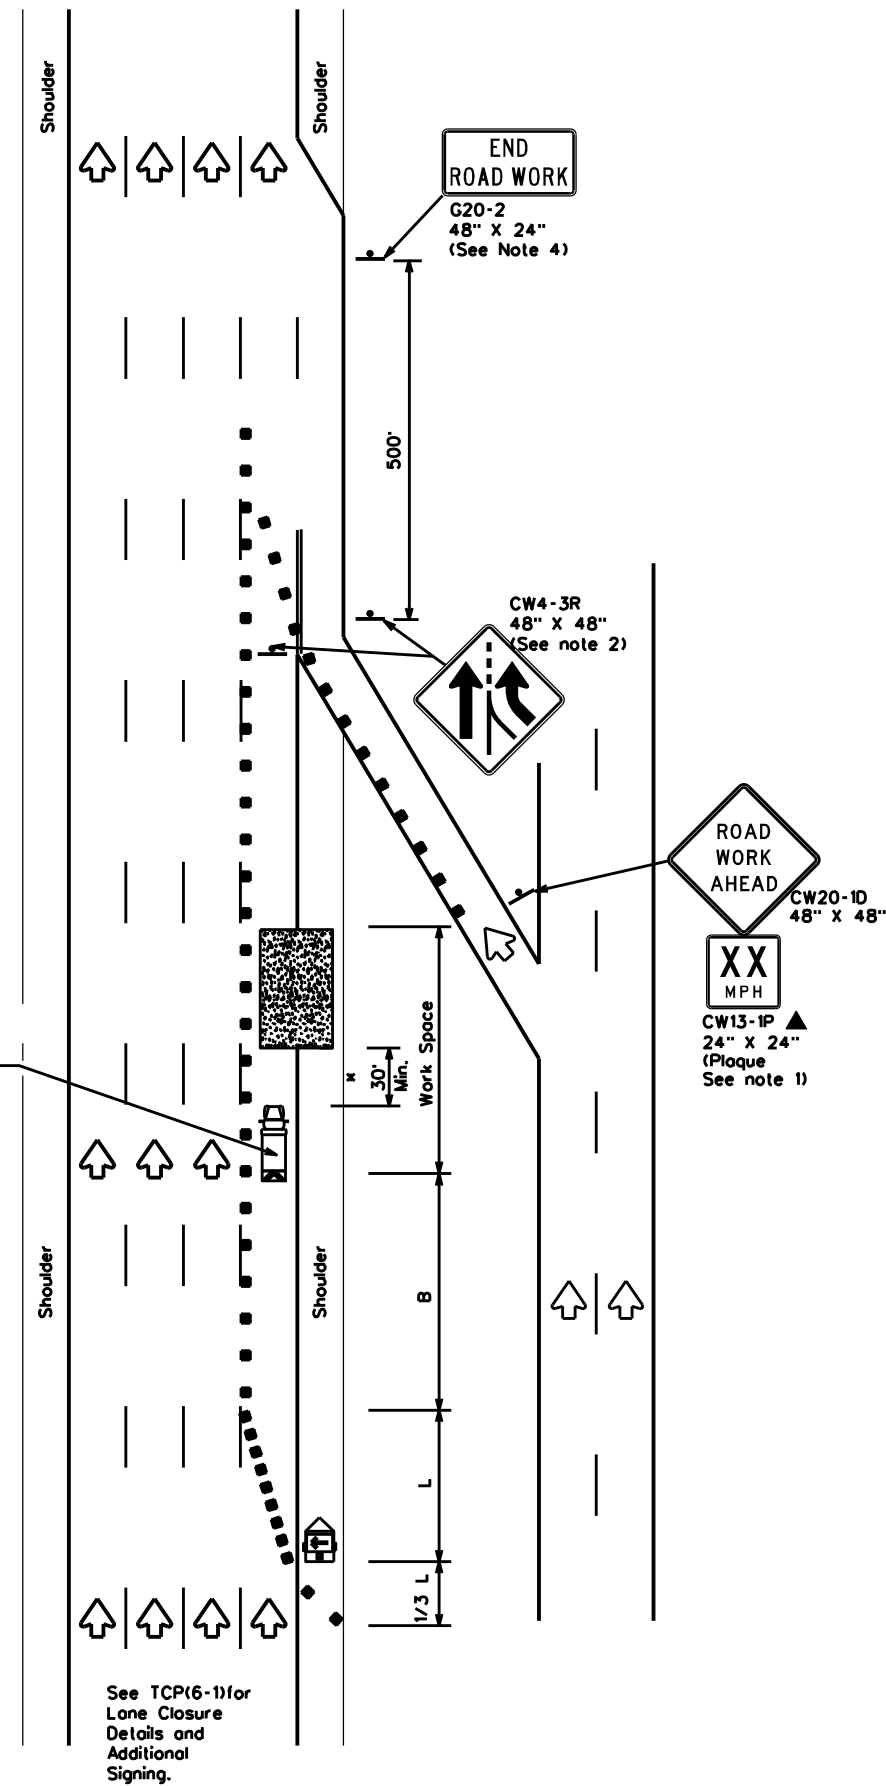 Shoulder
Shoulder
END
ROAD WORK
G20-2
48" X 24"
(See Note 4)
500'
CW4-3R
48" X 48"
(See note 2)
ROAD
WORK
AHEAD
CW20-1D
48" X 48"
XX
MPH
CW13-1P
24" X 24"
(Plaque
See note 1)
Work Space
*
30'
Min.
Shoulder
Shoulder
B
L
1/3 L
See TCP(6-1)for
Lane Closure
Details and
Additional
Signing.